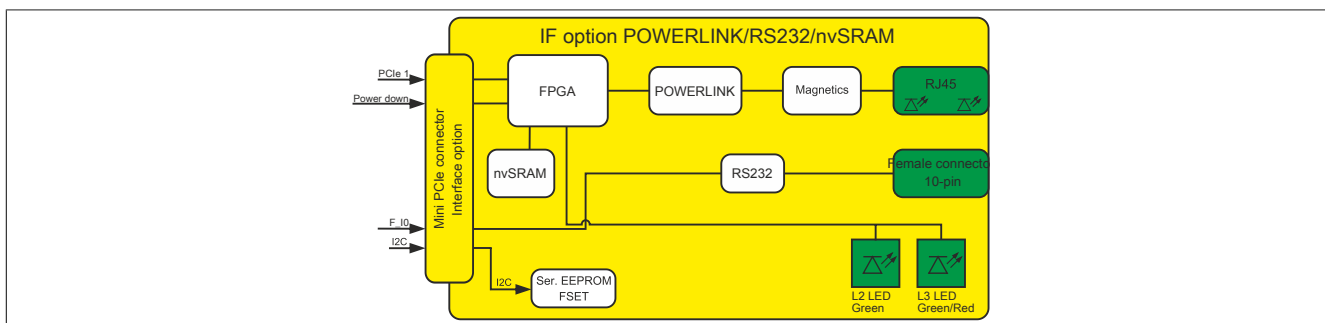 IF option POWERLINK/RS232/nvSRAM
PCIe 1
Power down
F_I0
I2C
Mini PCIe connector
Interface option
FPGA
POWERLINK
Magnetics
RJ45
nvSRAM
RS232
Female connecto
10-pin
I2C
Ser. EEPROM
FSET
L2 LED
Green
L3 LED
Green/Red